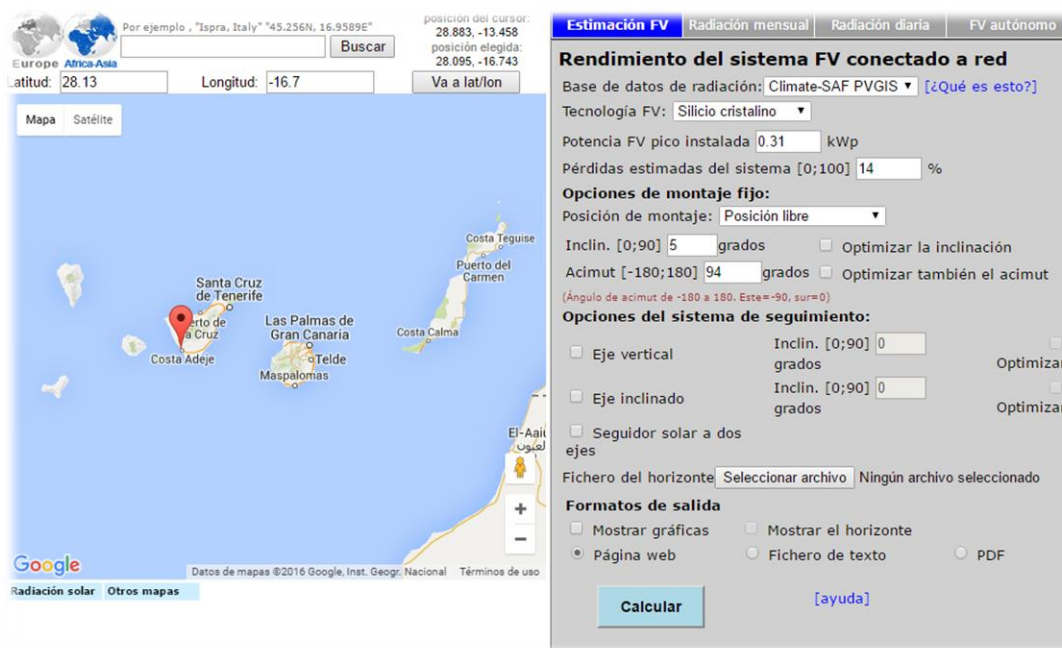 Por ejemplo , "Ispra, Italy" "45.256N, 16.9589E"
Buscar
Europe Africa-Asia
posición del cursor:
28.883, -13.458
posición elegida:
28.095, -16.743
Latitud: 28.13 Longitud: -16.7 Va a lat/lon
Mapa Satélite
Costa Teguise
Puerto del
Carmen
Santa Cruz
de Tenerife
Las Palmas de
Gran Canaria
Costa Calma
Costa Adeje
Telde
Maspalomas
Google
Datos de mapas ©2016 Google, Inst. Geogr. Nacional Términos de uso
Radiación solar Otros mapas
Estimación FV Radiación mensual Radiación diaria FV autónomo
Rendimiento del sistema FV conectado a red
Base de datos de radiación: Climate-SAF PVGIS [¿Qué es esto?]
Tecnología FV: Silicio cristalino
Potencia FV pico instalada 0.31 kWp
Pérdidas estimadas del sistema [0;100] 14 %
Opciones de montaje fijo:
Posición de montaje: Posición libre
Inclin. [0;90] 5 grados Optimizar la inclinación
Acimut [-180;180] 94 grados Optimizar también el acimut
(Ángulo de acimut de -180 a 180. Este=-90, sur=0)
Opciones del sistema de seguimiento:
Eje vertical Inclin. [0;90] 0
grados Optimizar
Eje inclinado Inclin. [0;90] 0
grados Optimizar
Seguidor solar a dos
ejes
Fichero del horizonte Seleccionar archivo Ningún archivo seleccionado
Formatos de salida
Mostrar gráficas Mostrar el horizonte
Página web Fichero de texto PDF
Calcular [ayuda]